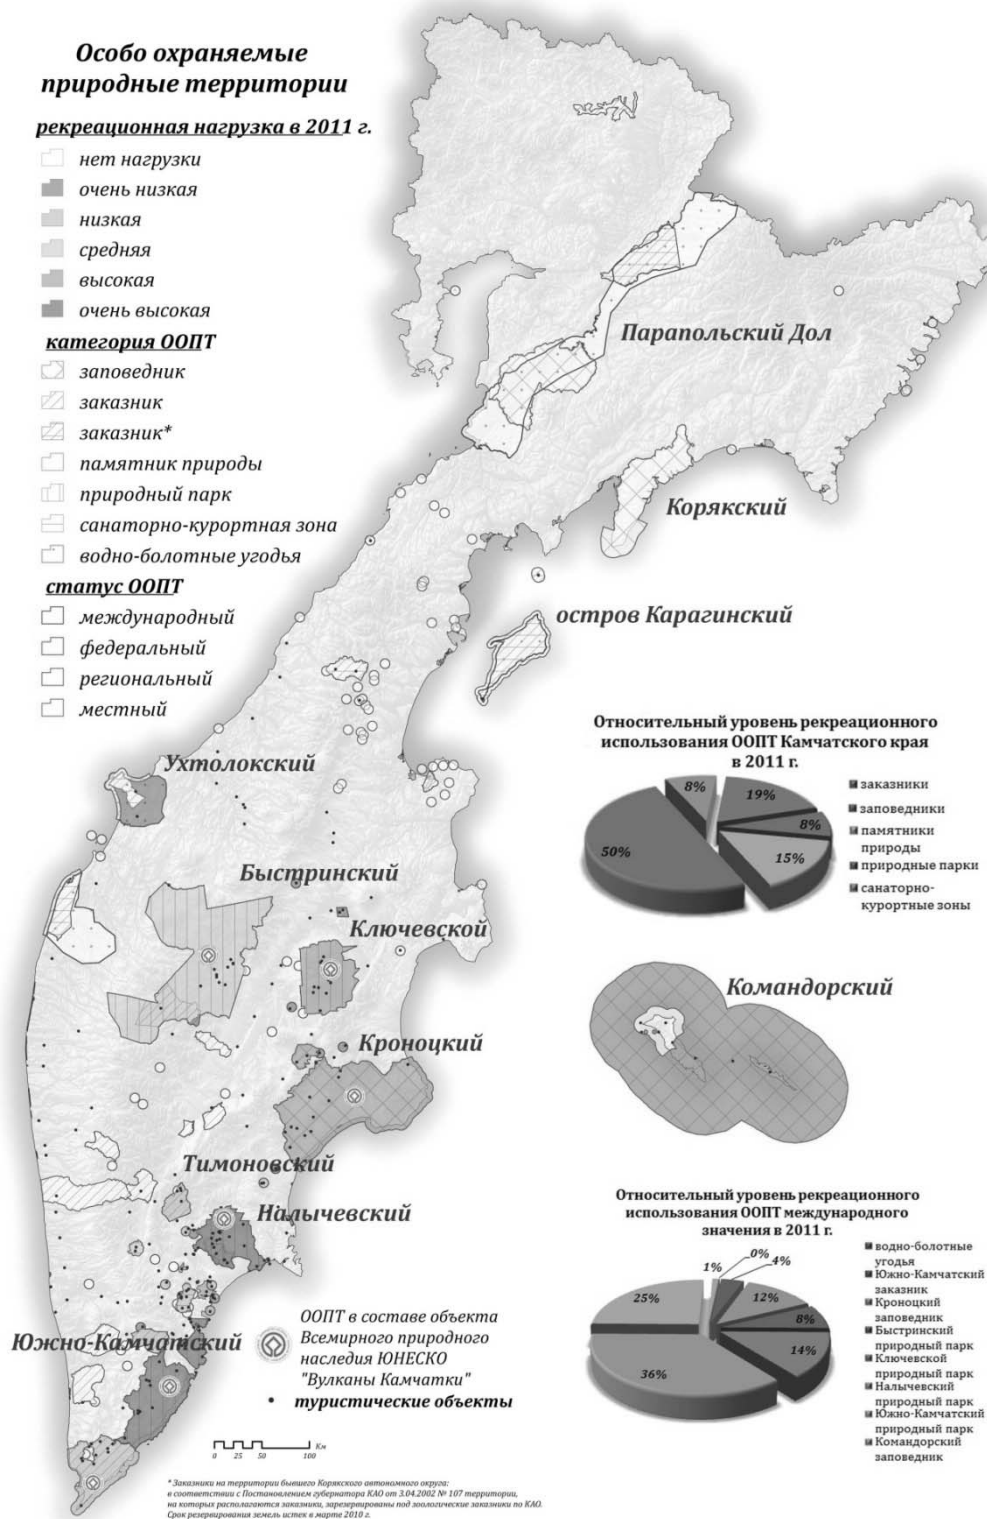 Особо охраняемые
природные территории
рекреационная нагрузка в 2011 г.
нет нагрузки
очень низкая
низкая
средняя
высокая
очень высокая
категория ООПТ
заповедник
заказник
заказник*
памятник природы
природный парк
санаторно-курортная зона
водно-болотные угодья
статус ООПТ
международный
федеральный
региональный
местный
Парапольский Дол
Корякский
остров Карагинский
Ухтолокский
Быстринский
Ключевской
Кроноцкий
Тимоновский
Налычевский
Южно-Камчатский
Командорский
Относительный уровень рекреационного
использования ООПТ Камчатского края
в 2011 г.
8%
19%
8%
15%
50%
заказники
заповедники
памятники
природы
природные парки
санаторно-
курортные зоны
Относительный уровень рекреационного
использования ООПТ международного
значения в 2011 г.
1%
0%
4%
12%
8%
14%
36%
25%
водно-болотные
угодья
Южно-Камчатский
заказник
Кроноцкий
заповедник
Быстринский
природный парк
Ключевской
природный парк
Налычевский
природный парк
Южно-Камчатский
природный парк
Командорский
заповедник
ООПТ в составе объекта
Всемирного природного
наследия ЮНЕСКО
"Вулканы Камчатки"
туристические объекты
Км
0 25 50 100
* Заказники на территории бывшего Корякского автономного округа:
в соответствии с Постановлением губернатора КАО от 3.04.2002 № 107 территории,
на которых располагаются заказники, зарезервированы под зоологические заказники по КАО.
Срок резервирования земель истек в марте 2010 г.